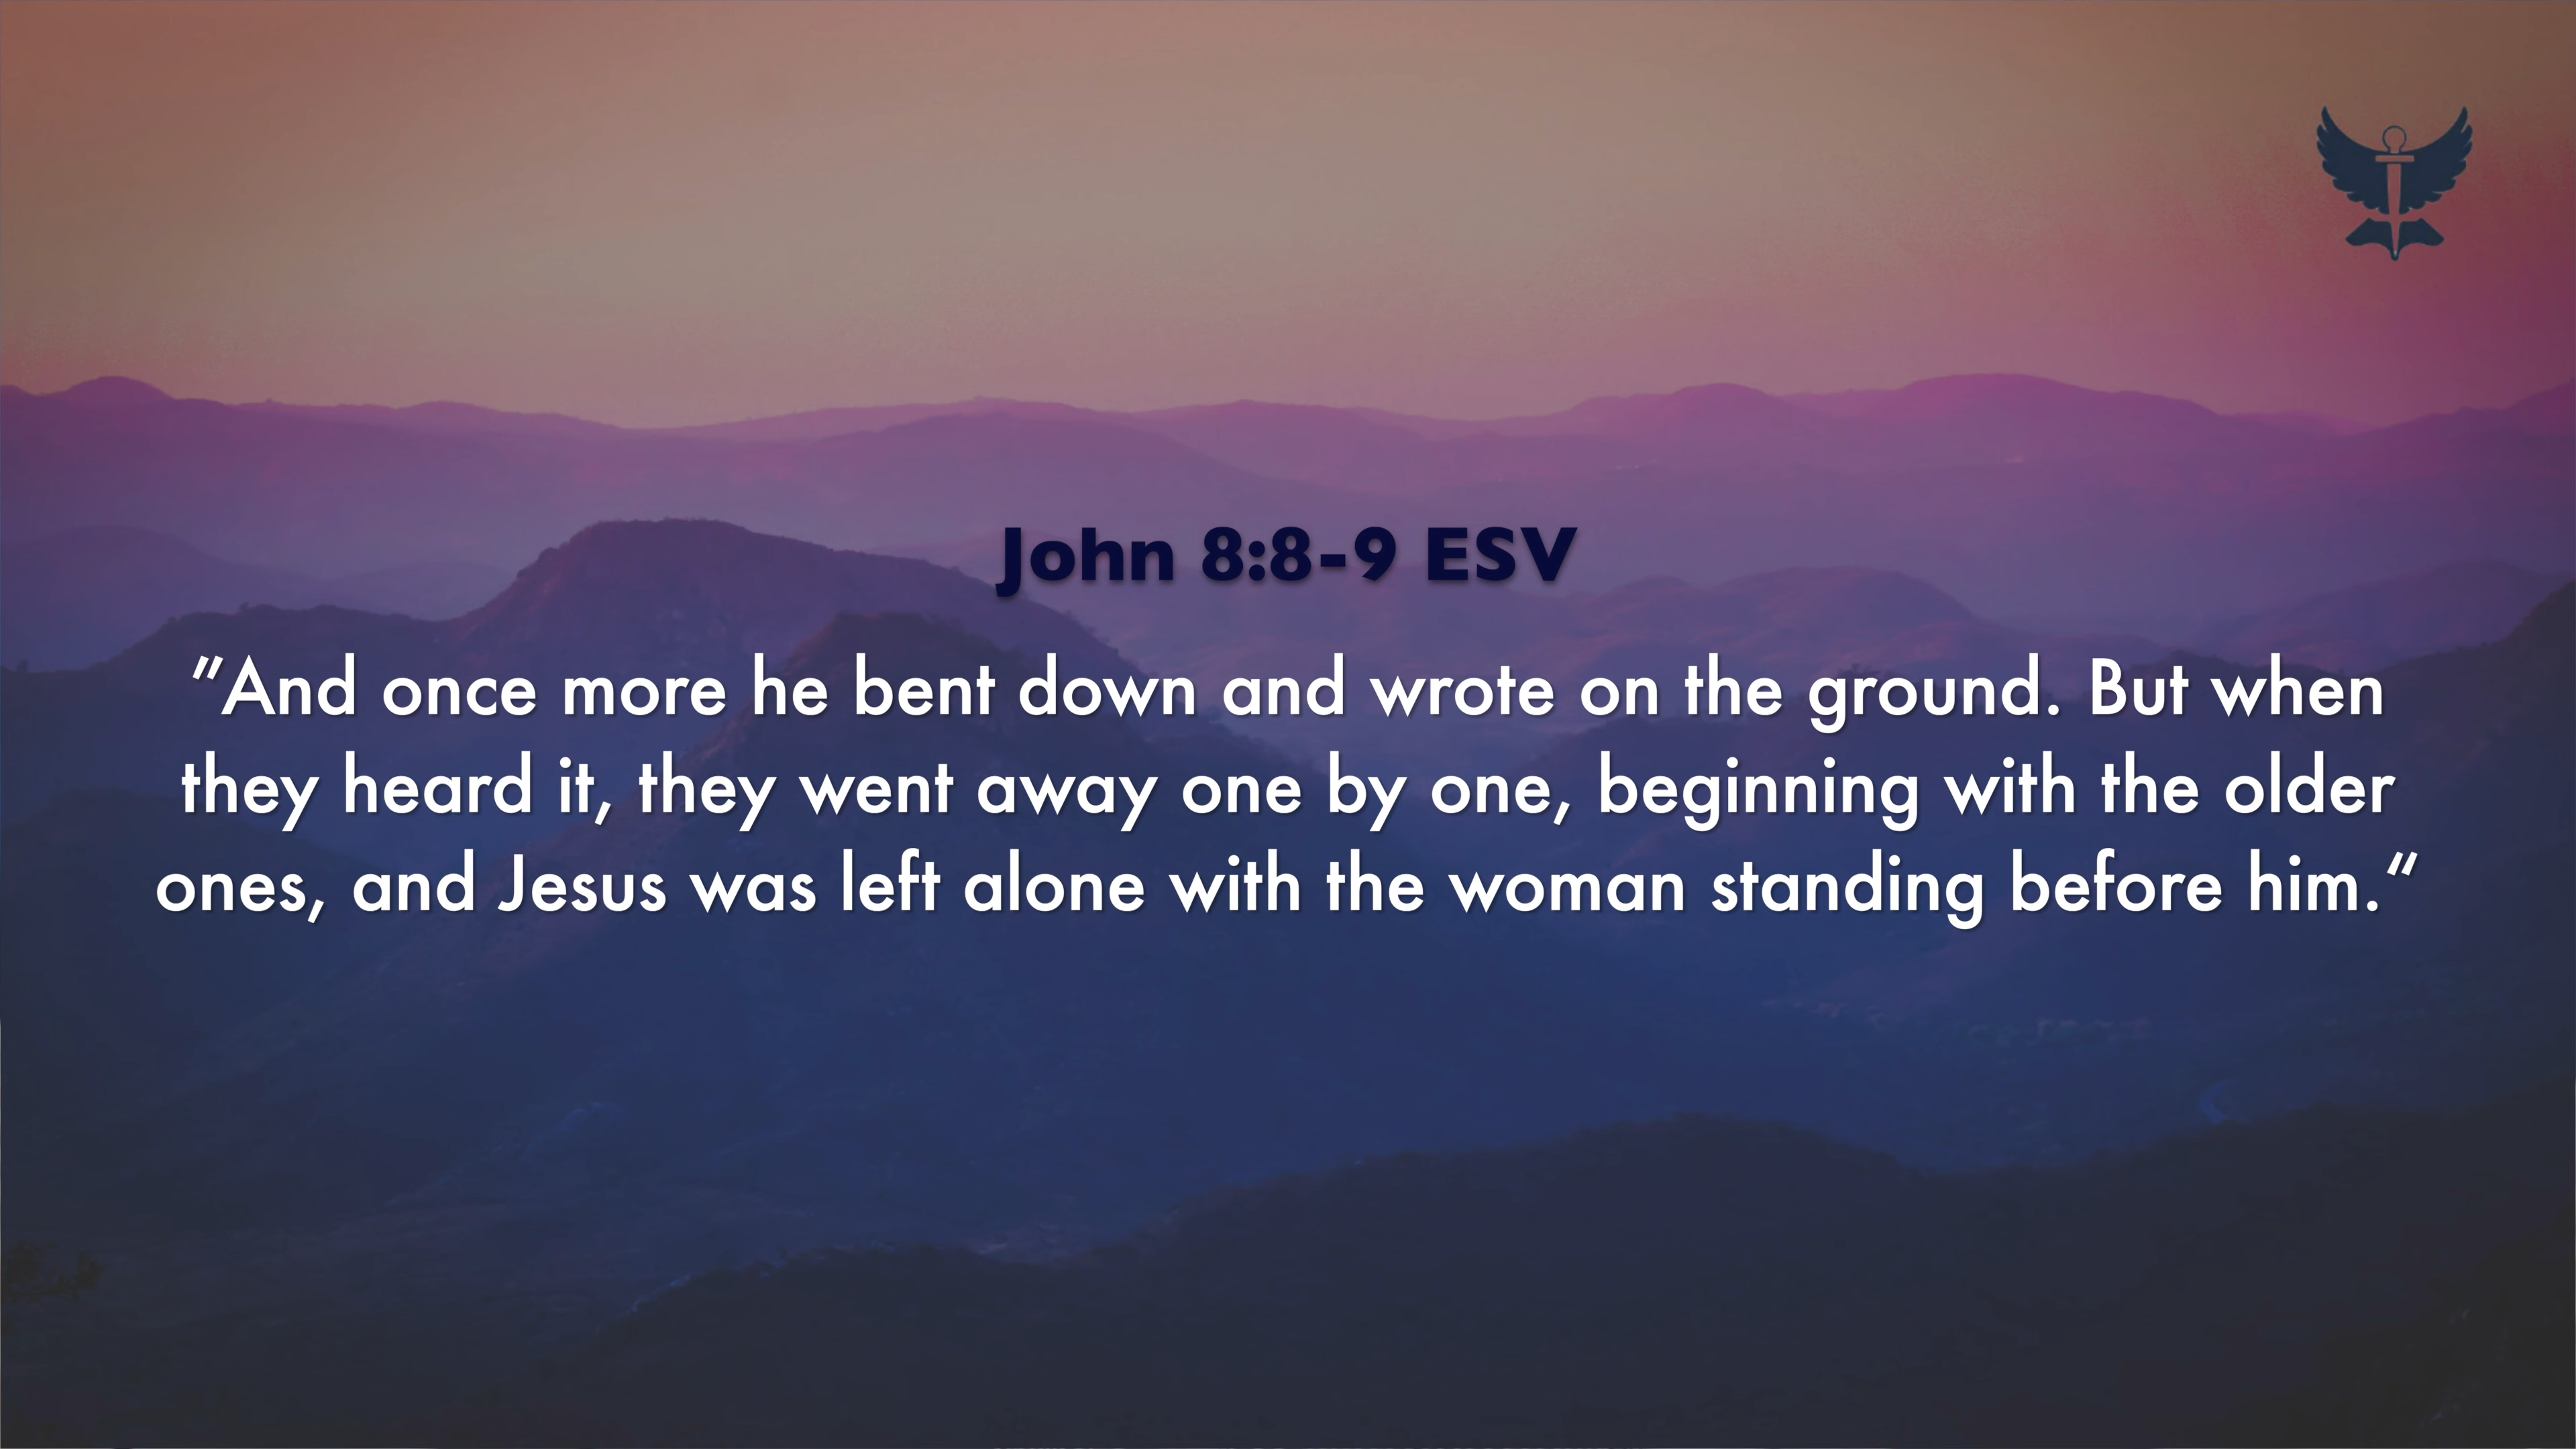 John 8:8-9 ESV
“And once more he bent down and wrote on the ground. But when
they heard it, they went away one by one, beginning with the older
ones, and Jesus was left alone with the woman standing before him.“